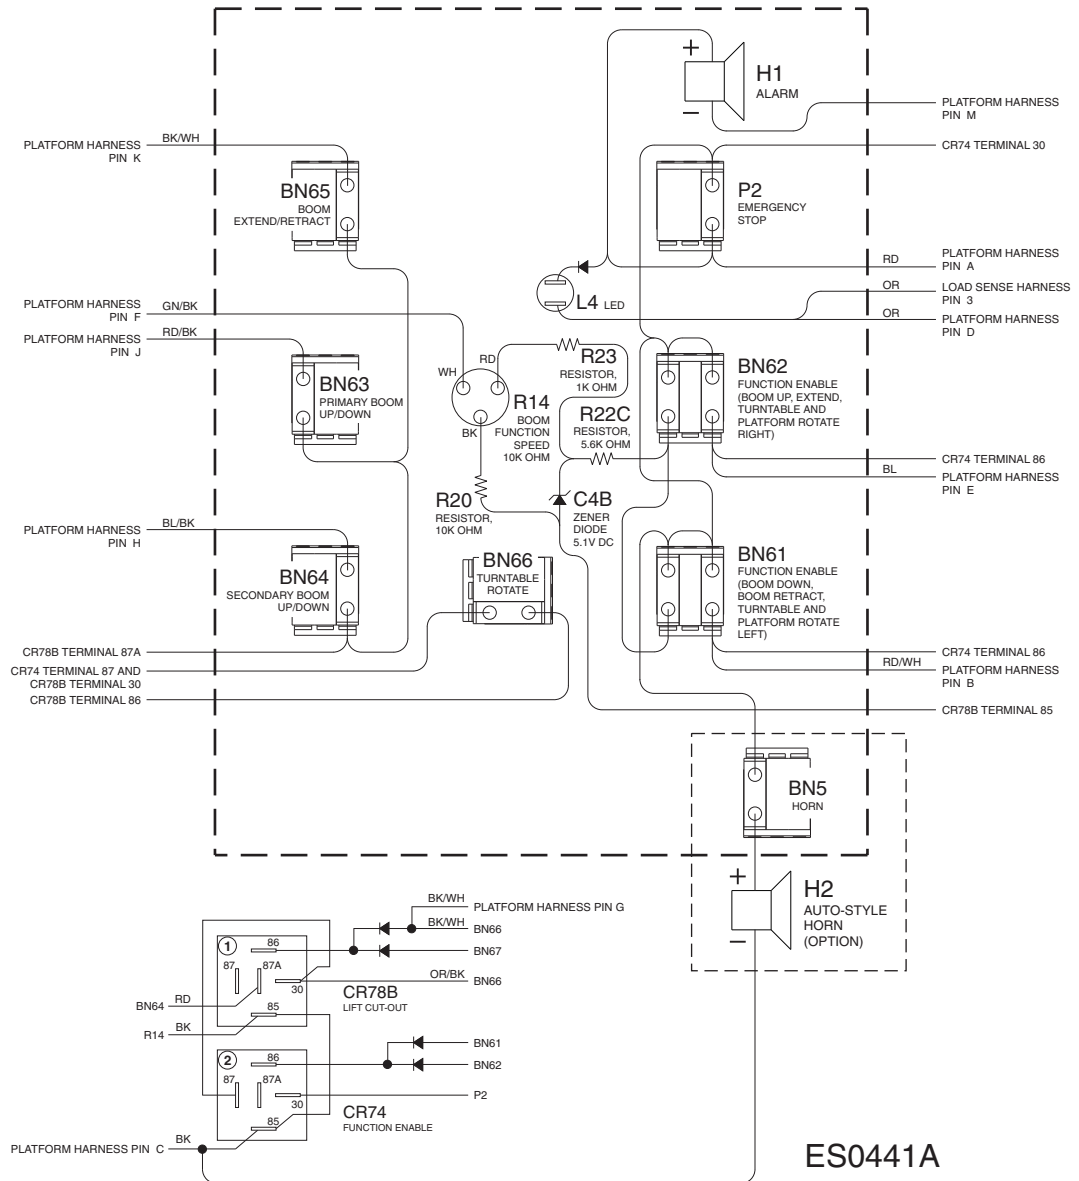 +
H1
ALARM
–
PLATFORM HARNESS
PIN M
PLATFORM HARNESS
PIN K
BK/WH
CR74 TERMINAL 30
BN65
BOOM
EXTEND/RETRACT
P2
EMERGENCY
STOP
RD
PLATFORM HARNESS
PIN A
OR
LOAD SENSE HARNESS
PIN 3
L4 LED
OR
PLATFORM HARNESS
PIN D
PLATFORM HARNESS
PIN F
GN/BK
PLATFORM HARNESS
PIN J
RD/BK
BN63
PRIMARY BOOM
UP/DOWN
WH
RD
BK
R23
RESISTOR,
1K OHM
R14
BOOM
FUNCTION
SPEED
10K OHM
R22C
RESISTOR,
5.6K OHM
BN62
FUNCTION ENABLE
(BOOM UP, EXTEND,
TURNTABLE AND
PLATFORM ROTATE
RIGHT)
CR74 TERMINAL 86
BL
PLATFORM HARNESS
PIN E
R20
RESISTOR,
10K OHM
C4B
ZENER
DIODE
5.1V DC
PLATFORM HARNESS
PIN H
BL/BK
BN64
SECONDARY BOOM
UP/DOWN
BN66
TURNTABLE
ROTATE
BN61
FUNCTION ENABLE
(BOOM DOWN,
BOOM RETRACT,
TURNTABLE AND
PLATFORM ROTATE
LEFT)
CR78B TERMINAL 87A
CR74 TERMINAL 87 AND
CR78B TERMINAL 30
CR78B TERMINAL 86
CR74 TERMINAL 86
RD/WH
PLATFORM HARNESS
PIN B
CR78B TERMINAL 85
BN5
HORN
+
H2
AUTO-STYLE
HORN
(OPTION)
–
BK/WH
PLATFORM HARNESS PIN G
BK/WH
BN66
BN67
OR/BK
BN66
1
86
87
87A
30
85
CR78B
LIFT CUT-OUT
BN64
RD
R14
BK
BN61
BN62
2
86
87
87A
30
85
P2
CR74
FUNCTION ENABLE
PLATFORM HARNESS PIN C
BK
ES0441A